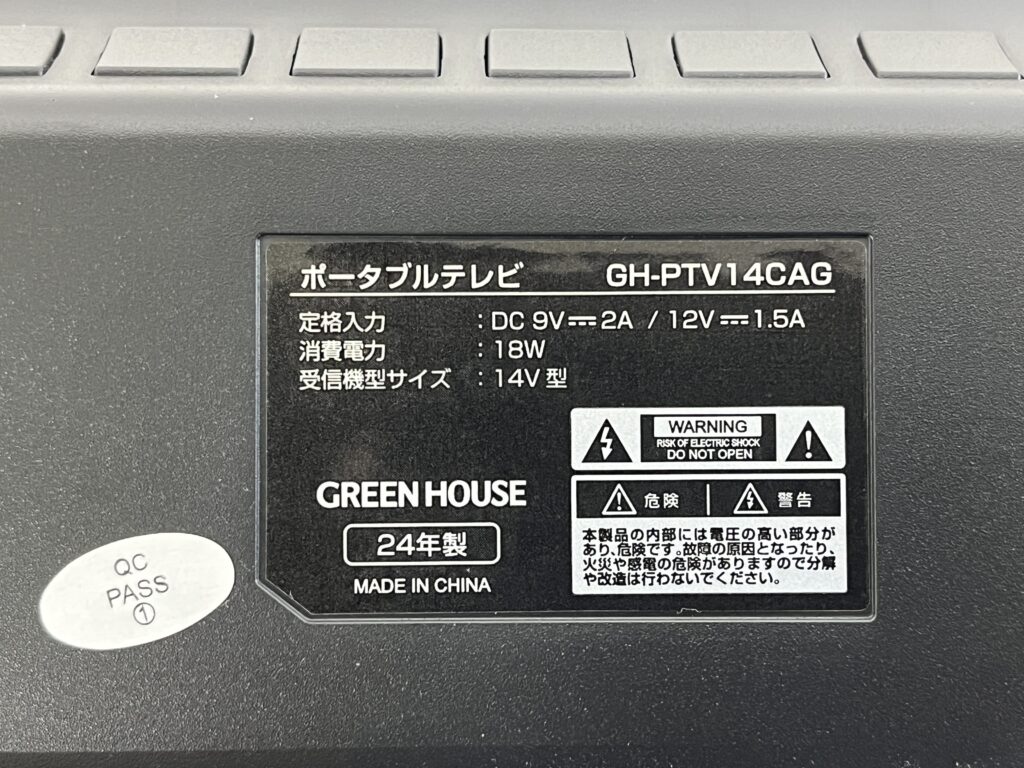 ポータブルテレビ GH-PTV14CAG
定格入力 : DC 9V⎓2A / 12V⎓1.5A
消費電力 : 18W
受信機型サイズ : 14V 型
WARNING
RISK OF ELECTRIC SHOCK
DO NOT OPEN
GREEN HOUSE
24年製
MADE IN CHINA
危険 | 警告
本製品の内部には電圧の高い部分が
あり、危険です。故障の原因となったり、
火災や感電の危険がありますので分解
や改造は行わないでください。
QC
PASS
①